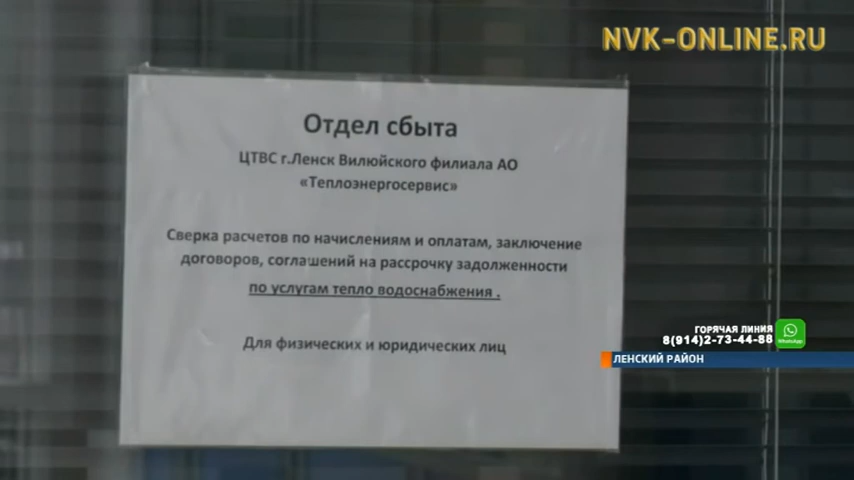 NVK-ONLINE.RU
Отдел сбыта
ЦТВС г.Ленск Вилюйского филиала АО
«Теплоэнергосервис»
Сверка расчетов по начислениям и оплатам, заключение
договоров, соглашений на рассрочку задолженности
по услугам тепло водоснабжения .
Для физических и юридических лиц
ГОРЯЧАЯ ЛИНИЯ
8(914)2-73-44-88
WhatsApp
ЛЕНСКИЙ РАЙОН